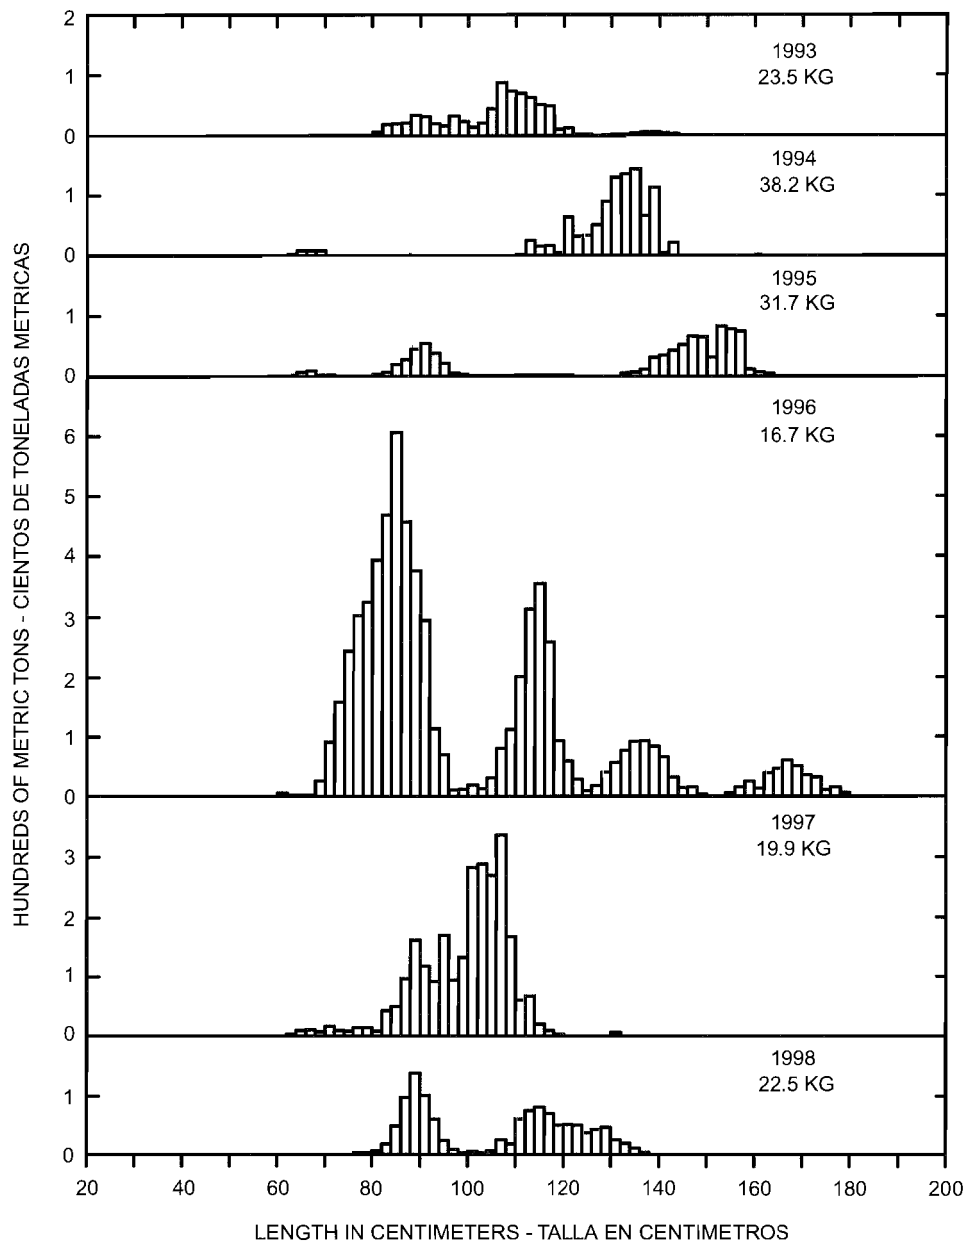 HUNDREDS OF METRIC TONS - CIENTOS DE TONELADAS METRICAS
2
1
0
1993
23.5 KG
1
0
1994
38.2 KG
1
0
1995
31.7 KG
6
5
4
3
2
1
0
1996
16.7 KG
3
2
1
0
1997
19.9 KG
1
0
1998
22.5 KG
20 40 60 80 100 120 140 160 180 200
LENGTH IN CENTIMETERS - TALLA EN CENTIMETROS